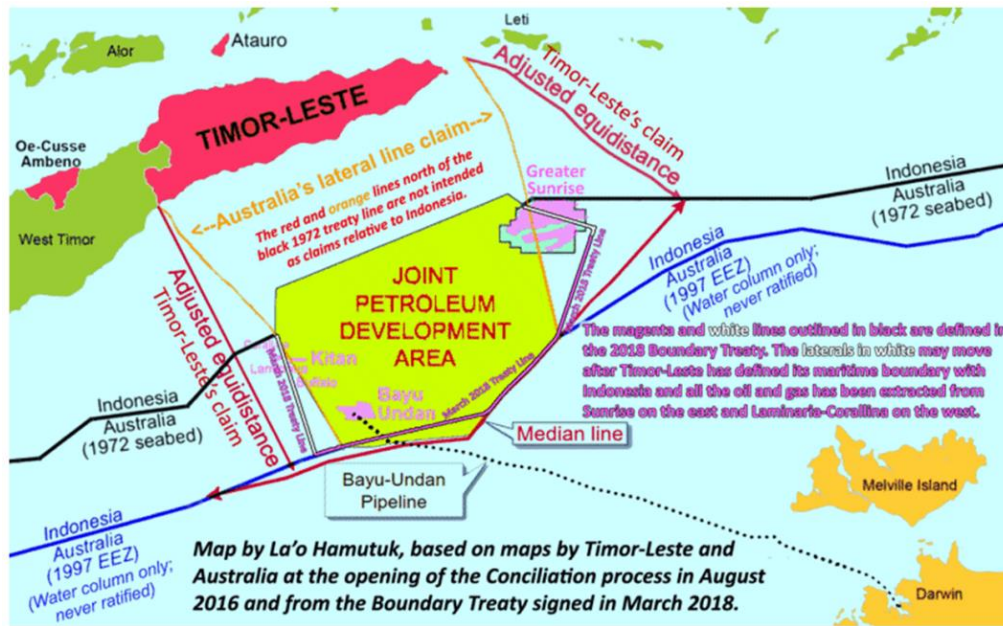 Alor
Atauro
Leti
TIMOR-LESTE
Oe-Cusse
Ambeno
West Timor
<--Australia's lateral line claim-->
The red and orange lines north of the
black 1972 treaty line are not intended
as claims relative to Indonesia.
Timor-Leste's claim
Adjusted equidistance
Greater
Sunrise
Indonesia
Australia
(1972 seabed)
Indonesia
Australia
(1997 EEZ)
(Water column only;
never ratified)
JOINT
PETROLEUM
DEVELOPMENT
AREA
March 2018 Treaty Line
Adjusted equidistance
Timor-Leste's claim
March 2018 Treaty Line
Kitan
Buffalo
Bayu
Undan
March 2018 Treaty Line
The magenta and white lines outlined in black are defined in
the 2018 Boundary Treaty. The laterals in white may move
after Timor-Leste has defined its maritime boundary with
Indonesia and all the oil and gas has been extracted from
Sunrise on the east and Laminaria-Corallina on the west.
Indonesia
Australia
(1972 seabed)
Median line
Bayu-Undan
Pipeline
Melville Island
Indonesia
Australia
(1997 EEZ)
(Water column only;
never ratified)
Map by La'o Hamutuk, based on maps by Timor-Leste and
Australia at the opening of the Conciliation process in August
2016 and from the Boundary Treaty signed in March 2018.
Darwin